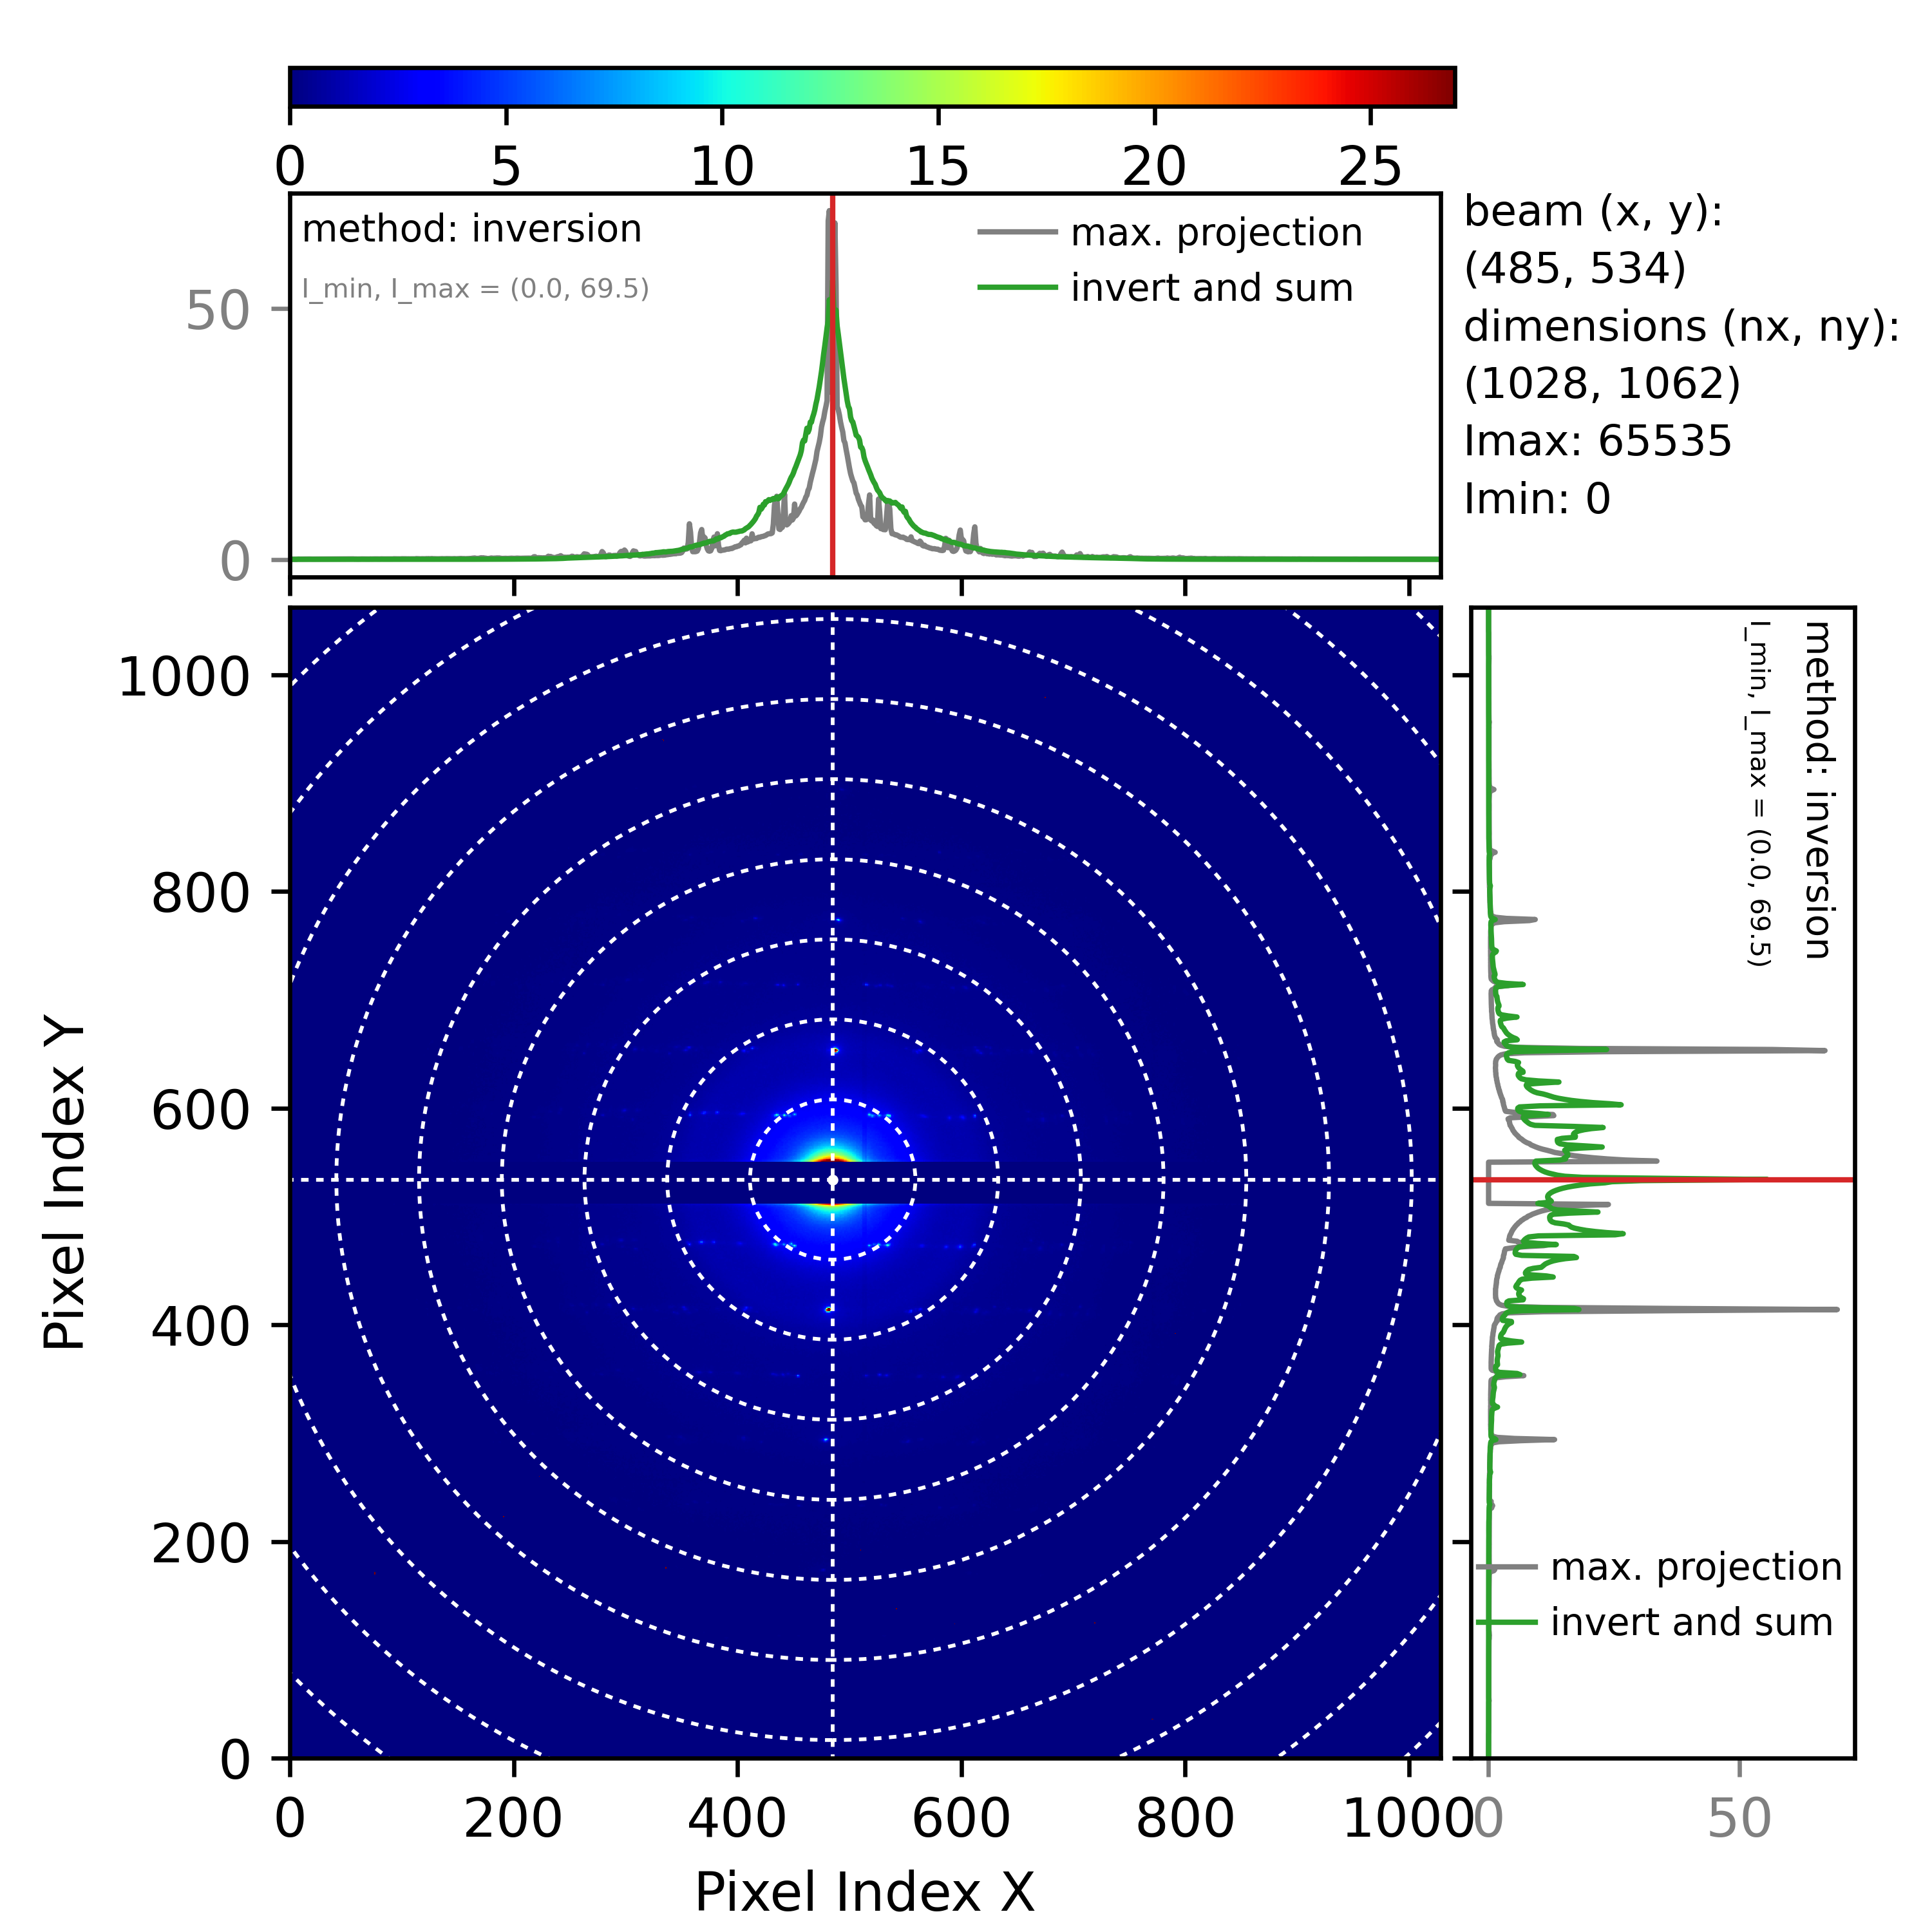 0 5 10 15 20 25
method: inversion
I_min, I_max = (0.0, 69.5)
max. projection
invert and sum
50
0
beam (x, y):
(485, 534)
dimensions (nx, ny):
(1028, 1062)
Imax: 65535
Imin: 0
1000
800
600
400
200
0
Pixel Index Y
0 200 400 600 800 1000
Pixel Index X
method: inversion
I_min, I_max = (0.0, 69.5)
max. projection
invert and sum
0 50